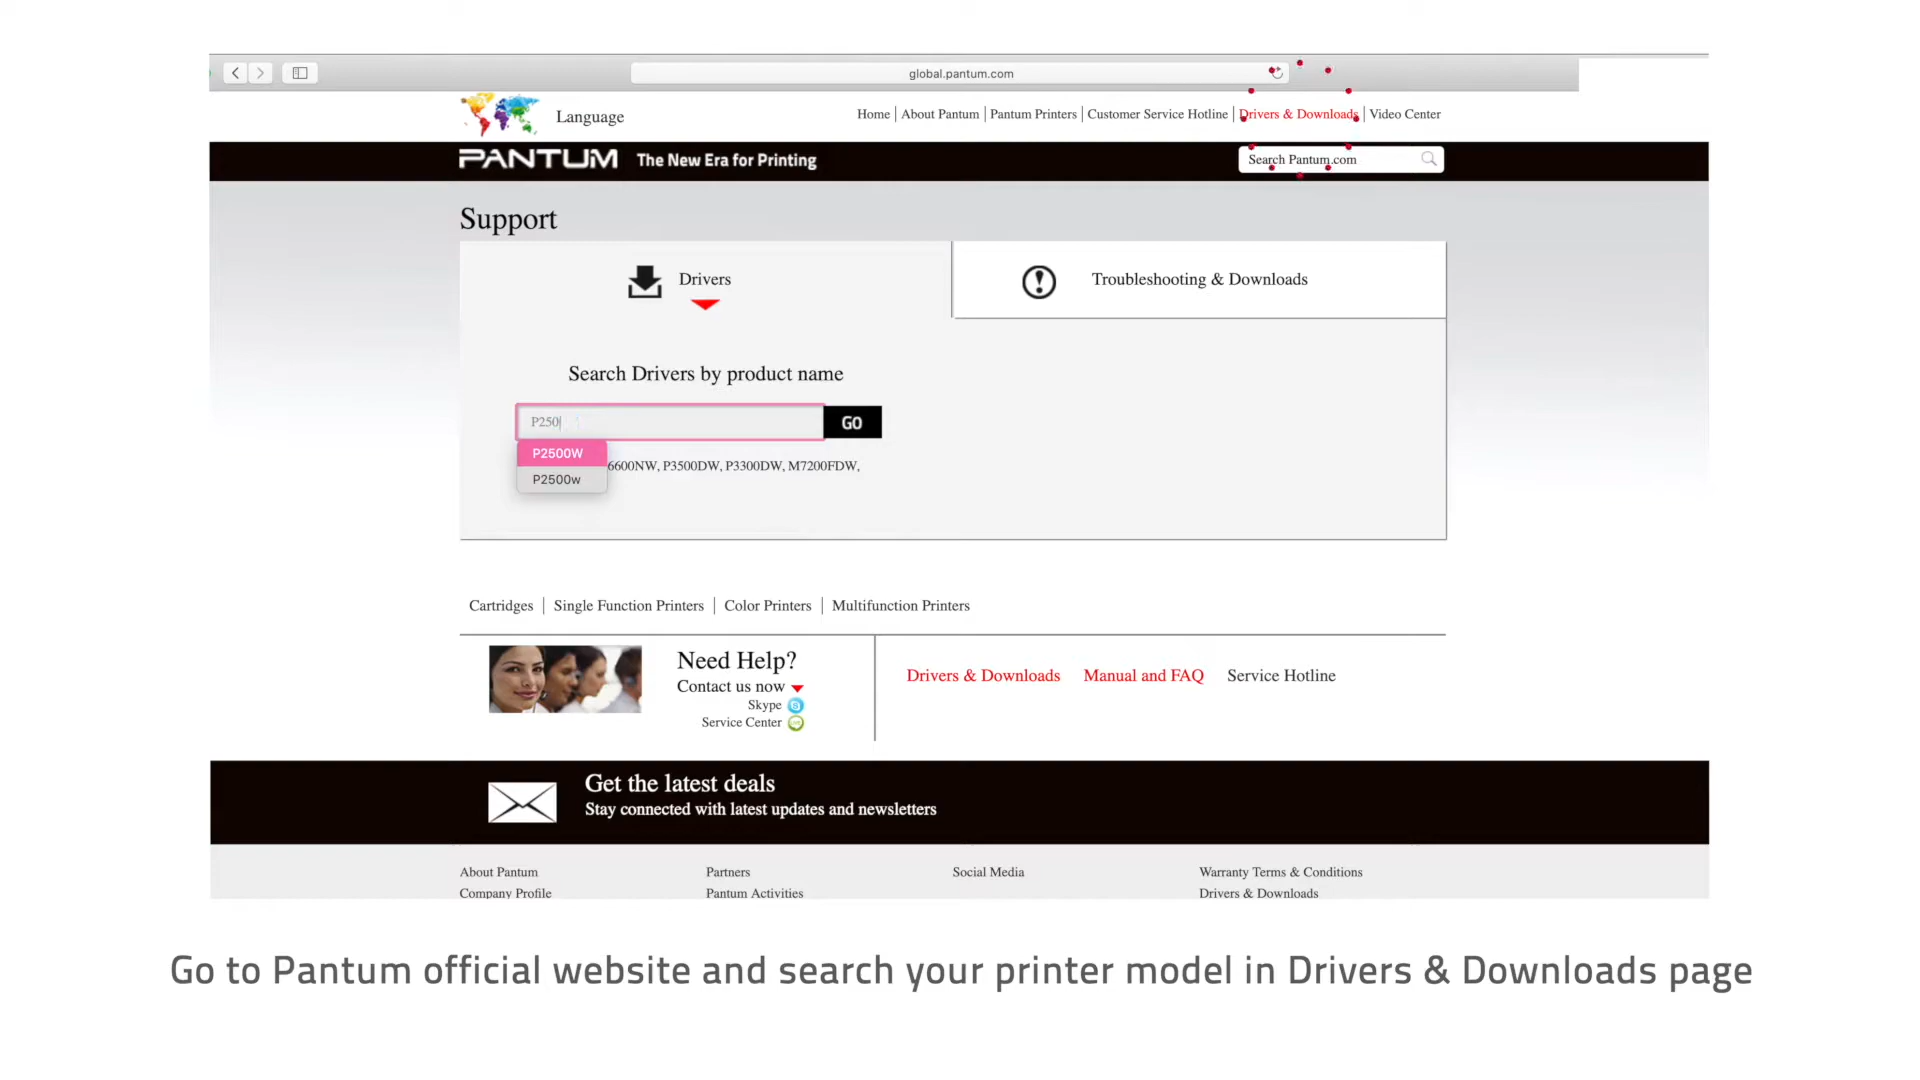 global.pantum.com
Language
Home | About Pantum | Pantum Printers | Customer Service Hotline | Drivers & Downloads | Video Center
PANTUM The New Era for Printing
Search Pantum.com
Support
Drivers
Troubleshooting & Downloads
Search Drivers by product name
P250
GO
P2500W
6600NW, P3500DW, P3300DW, M7200FDW,
P2500w
Cartridges | Single Function Printers | Color Printers | Multifunction Printers
Need Help?
Contact us now
Skype
Service Center
Drivers & Downloads Manual and FAQ Service Hotline
Get the latest deals
Stay connected with latest updates and newsletters
About Pantum Partners Social Media Warranty Terms & Conditions
Company Profile Pantum Activities Drivers & Downloads
Go to Pantum official website and search your printer model in Drivers & Downloads page